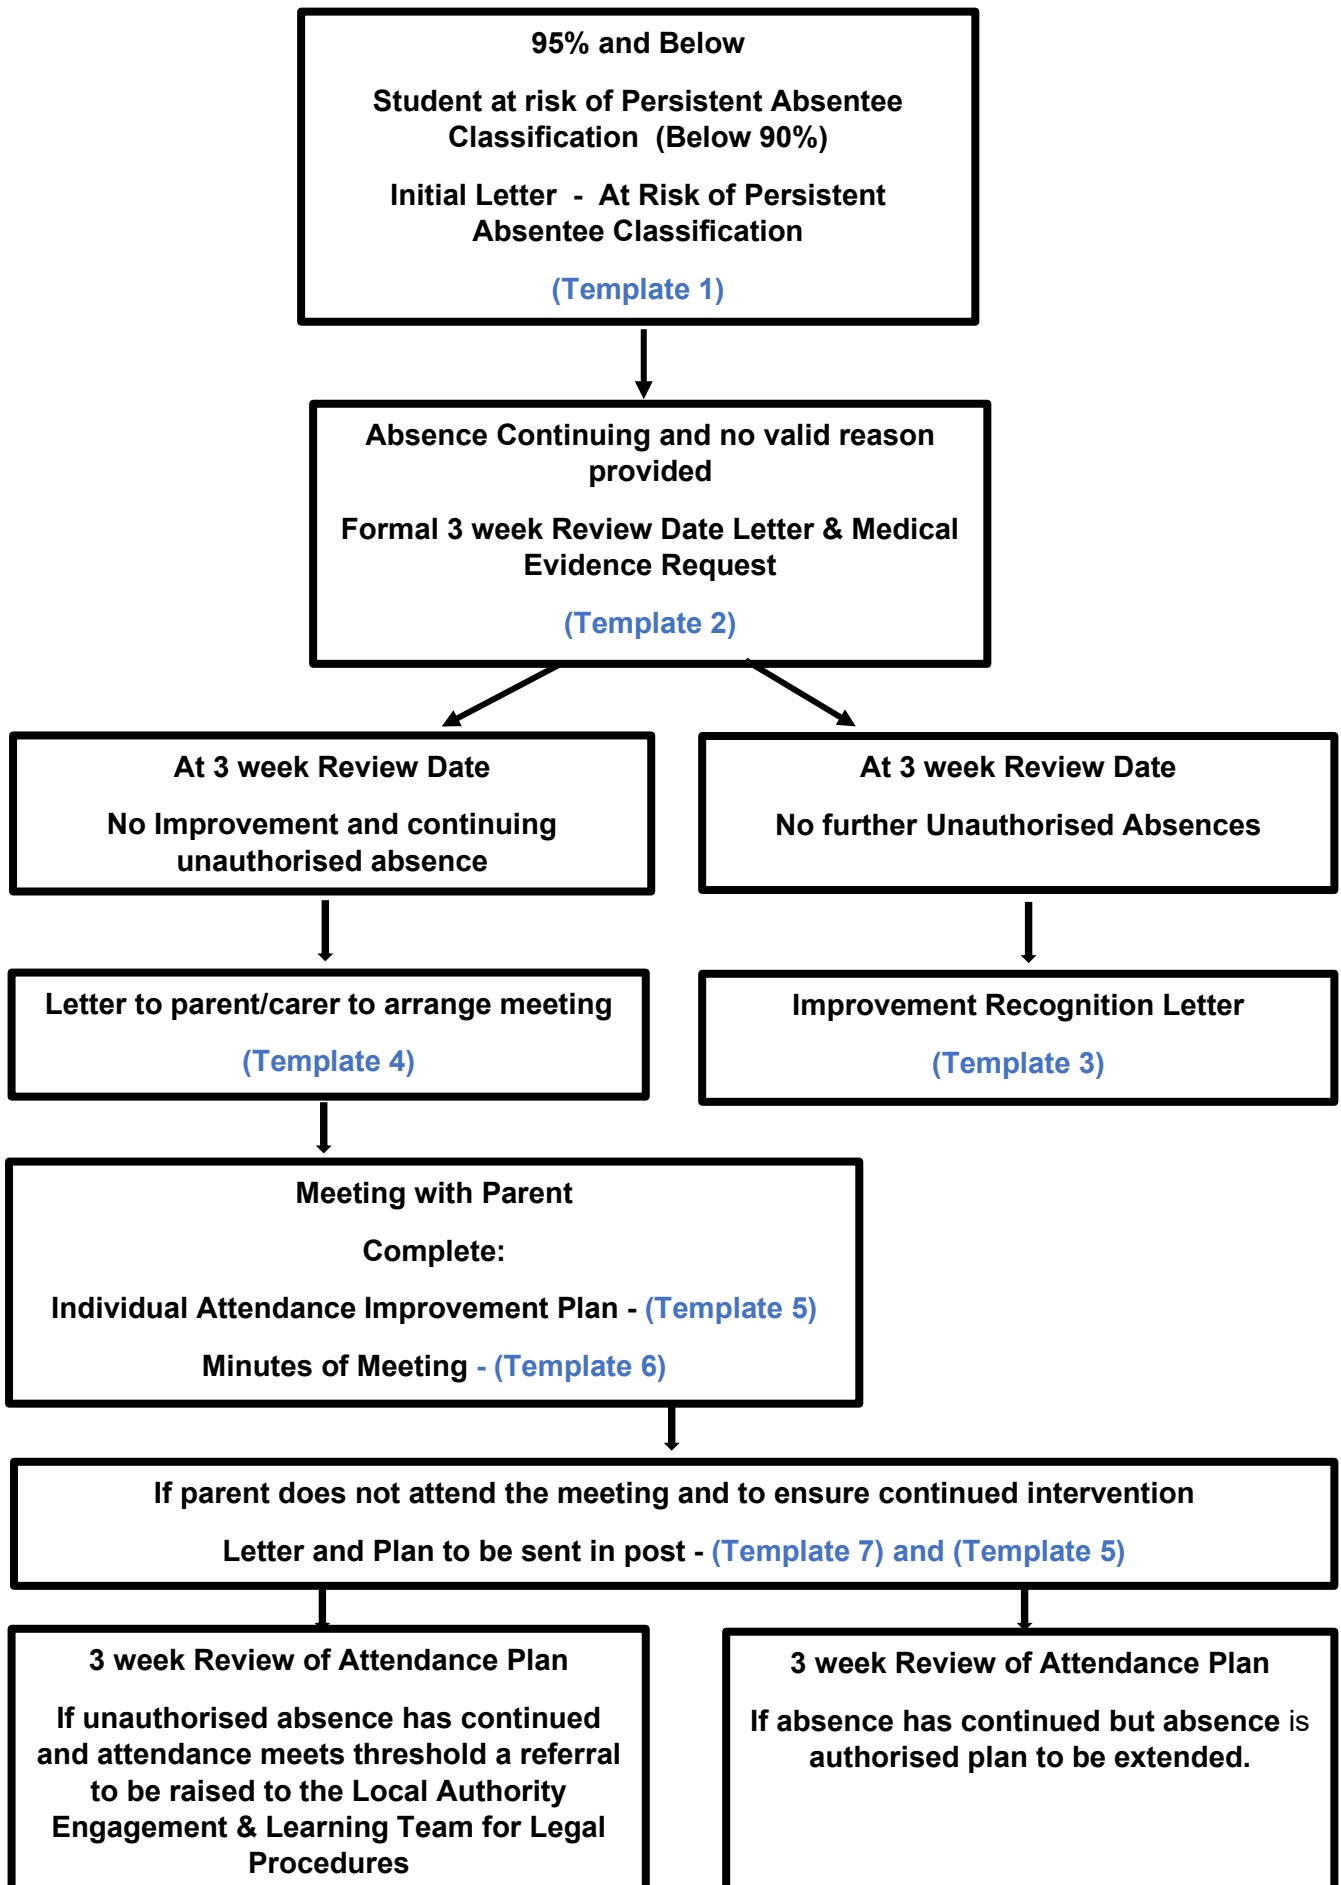 95% and Below
Student at risk of Persistent Absentee
Classification  (Below 90%)
Initial Letter  -  At Risk of Persistent
Absentee Classification
(Template 1)
Absence Continuing and no valid reason
provided
Formal 3 week Review Date Letter & Medical
Evidence Request
(Template 2)
At 3 week Review Date
No Improvement and continuing
unauthorised absence
At 3 week Review Date
No further Unauthorised Absences
Letter to parent/carer to arrange meeting
(Template 4)
Improvement Recognition Letter
(Template 3)
Meeting with Parent
Complete:
Individual Attendance Improvement Plan - (Template 5)
Minutes of Meeting - (Template 6)
If parent does not attend the meeting and to ensure continued intervention
Letter and Plan to be sent in post - (Template 7) and (Template 5)
3 week Review of Attendance Plan
If unauthorised absence has continued
and attendance meets threshold a referral
to be raised to the Local Authority
Engagement & Learning Team for Legal
Procedures
3 week Review of Attendance Plan
If absence has continued but absence is
authorised plan to be extended.